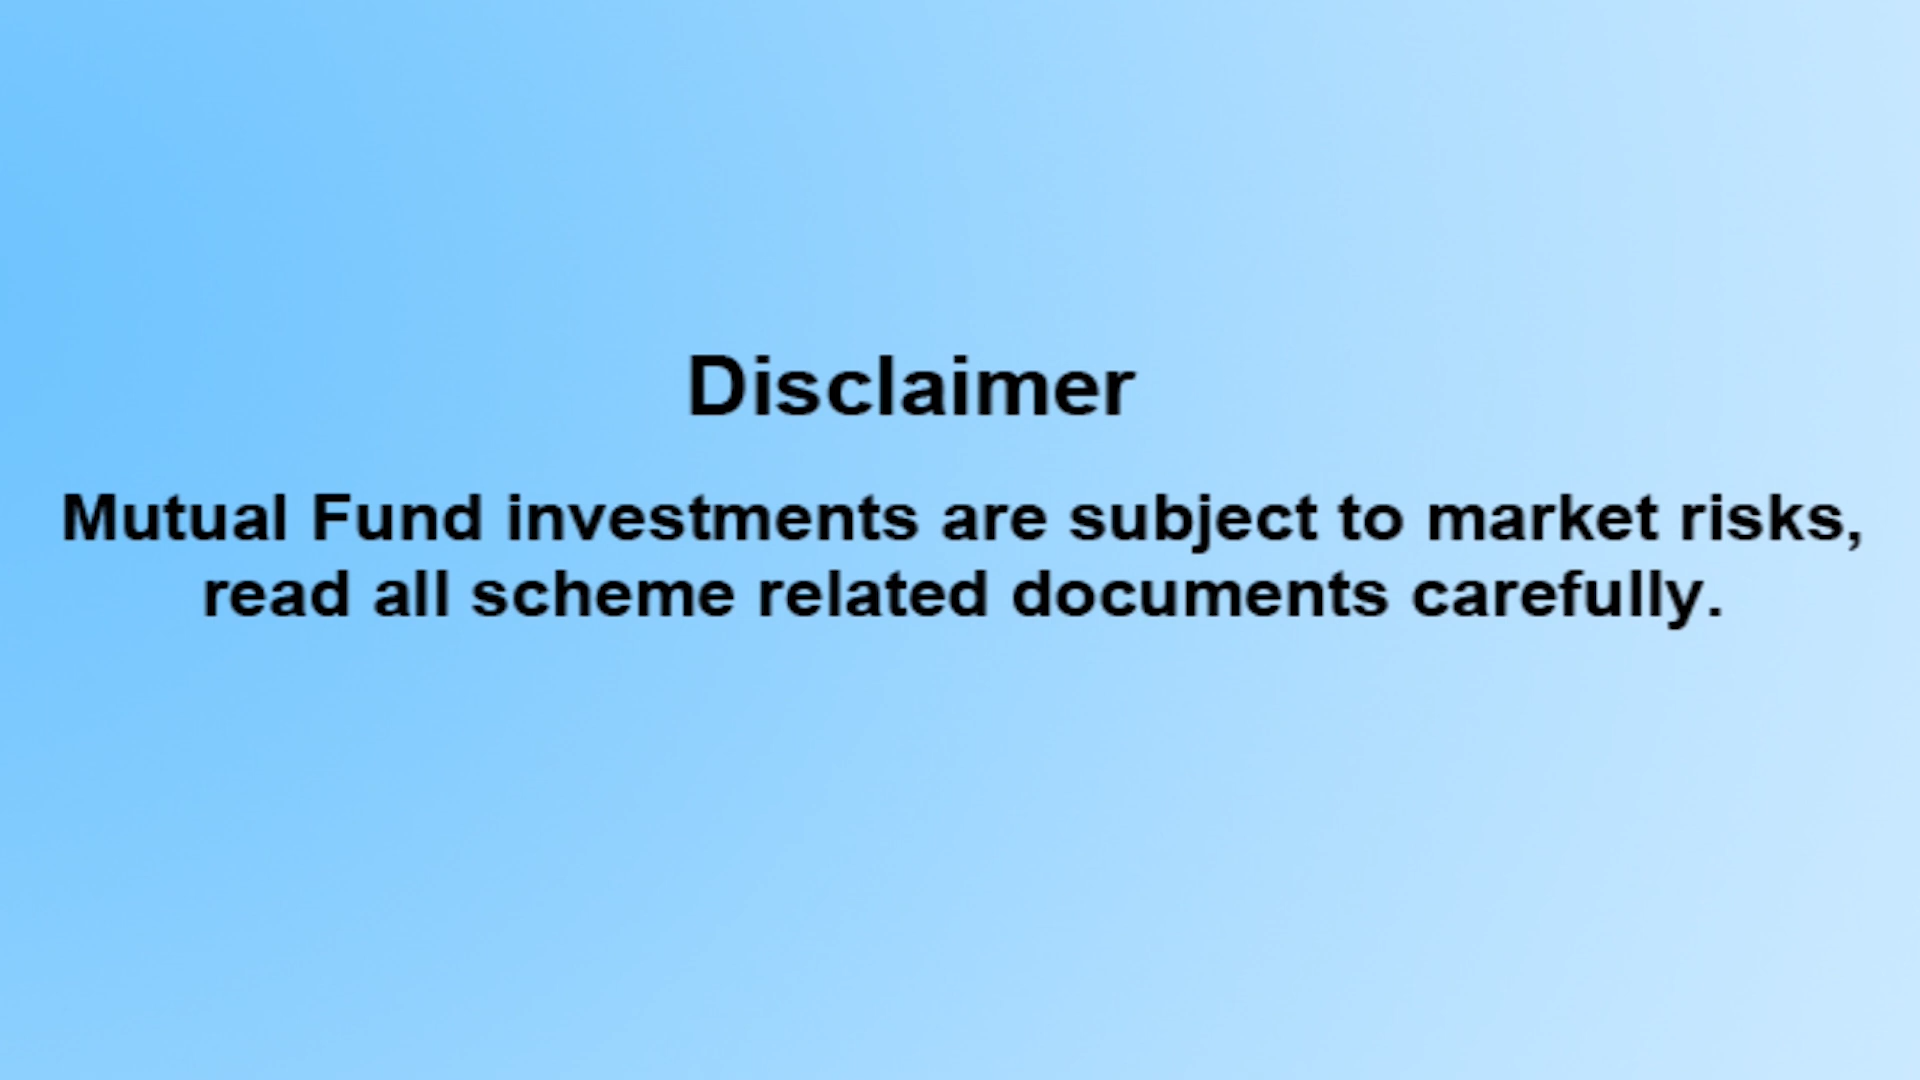 Disclaimer
Mutual Fund investments are subject to market risks,
read all scheme related documents carefully.